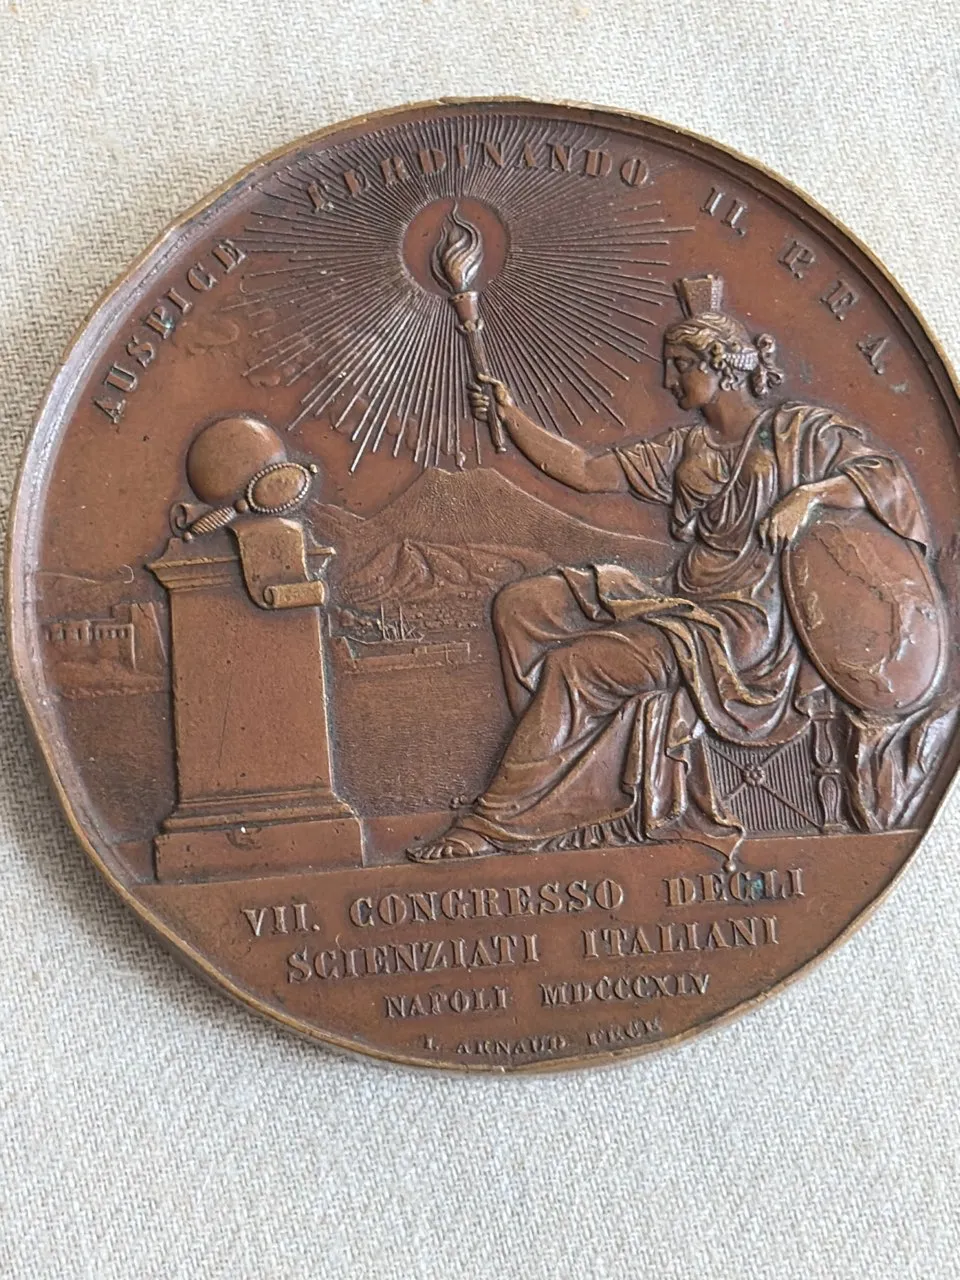 AUSPICE FERDINANDO II. P. F. A.
VII. CONGRESSO DEGLI
SCIENZIATI ITALIANI
NAPOLI MDCCCXLV
L. ARNAUD FECE